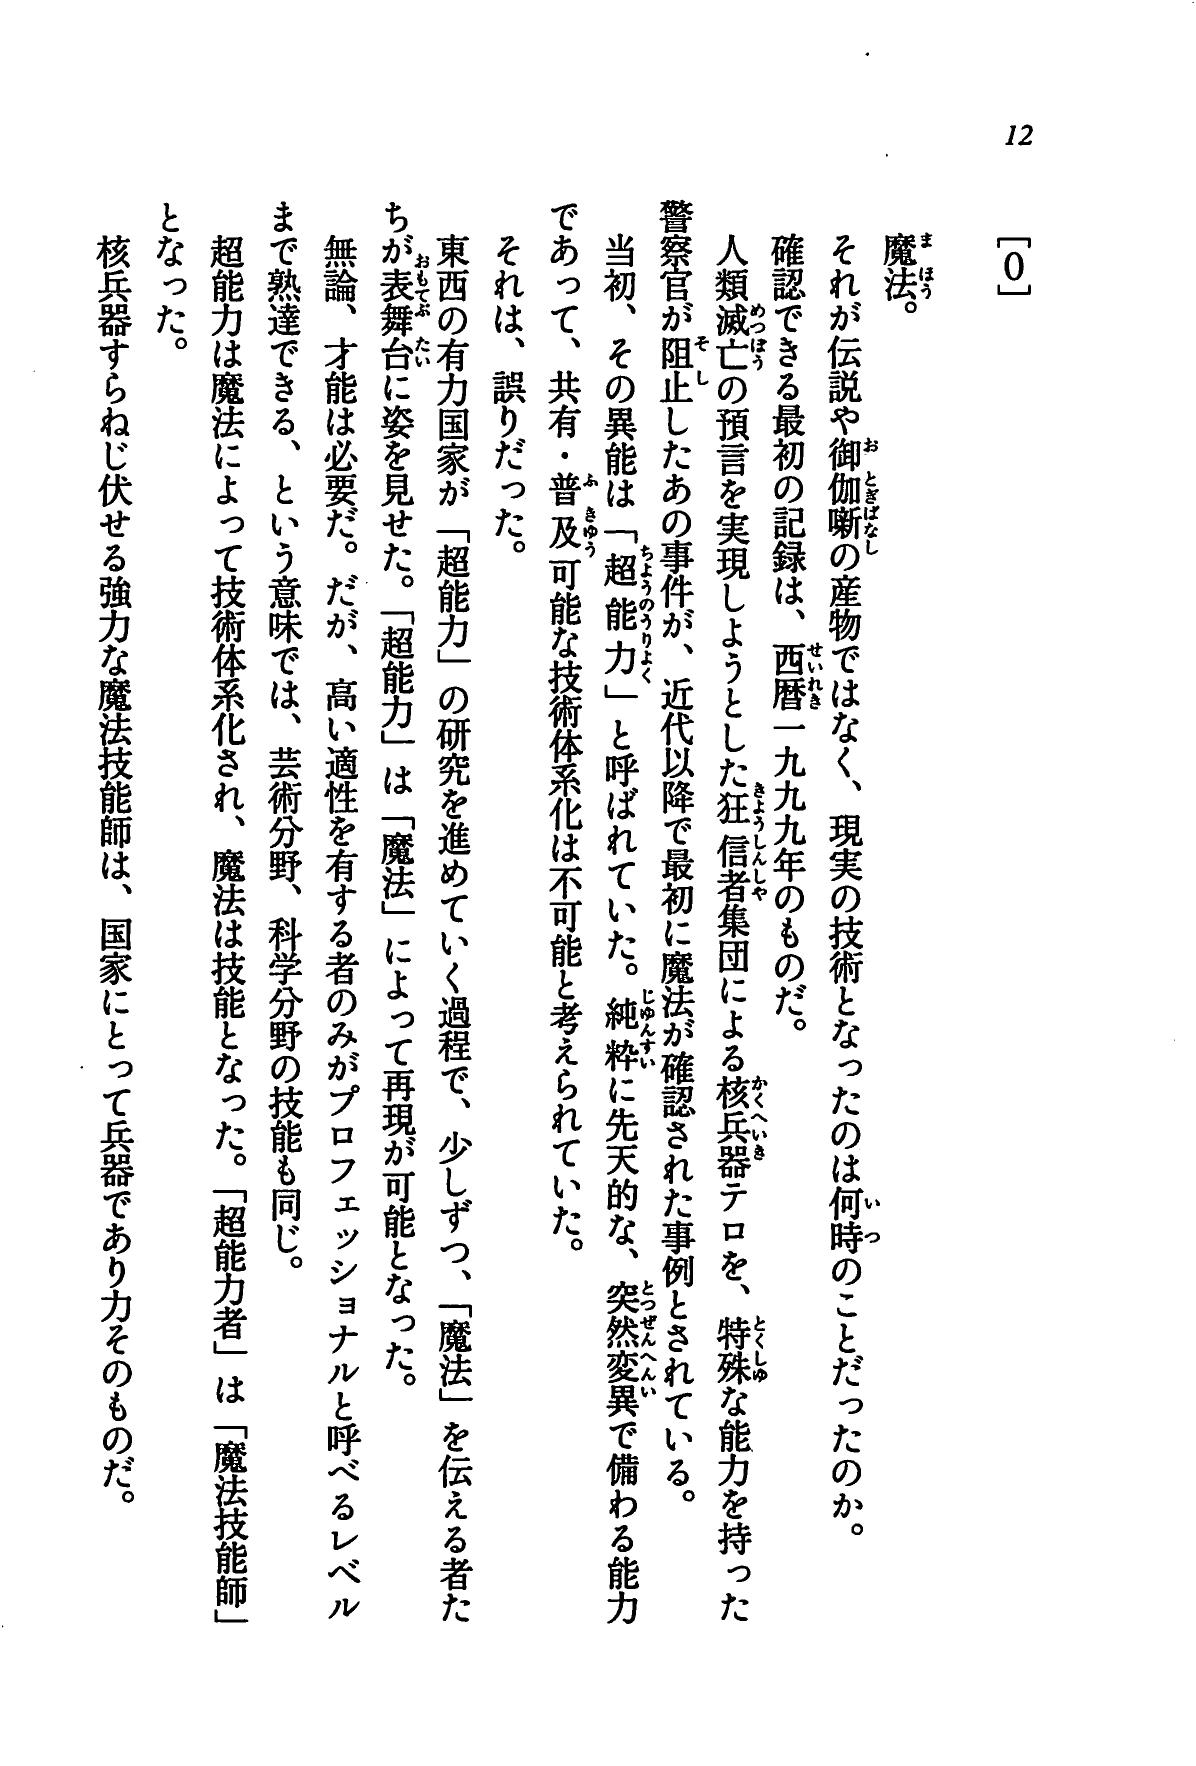 12
［0］
魔法。
それが伝説や御伽噺の産物ではなく、現実の技術となったのは何時のことだったのか。
確認できる最初の記録は、西暦一九九九年のものだ。
人類滅亡の預言を実現しようとした狂信者集団による核兵器テロを、特殊な能力を持った
警察官が阻止したあの事件が、近代以降で最初に魔法が確認された事例とされている。
当初、その異能は「超能力」と呼ばれていた。純粋に先天的な、突然変異で備わる能力
であって、共有・普及可能な技術体系化は不可能と考えられていた。
それは、誤りだった。
東西の有力国家が「超能力」の研究を進めていく過程で、少しずつ、「魔法」を伝える者た
ちが表舞台に姿を見せた。「超能力」は「魔法」によって再現が可能となった。
無論、才能は必要だ。だが、高い適性を有する者のみがプロフェッショナルと呼べるレベル
まで熟達できる、という意味では、芸術分野、科学分野の技能も同じ。
超能力は魔法によって技術体系化され、魔法は技能となった。「超能力者」は「魔法技能師」
となった。
核兵器すらねじ伏せる強力な魔法技能師は、国家にとって兵器であり力そのものだ。